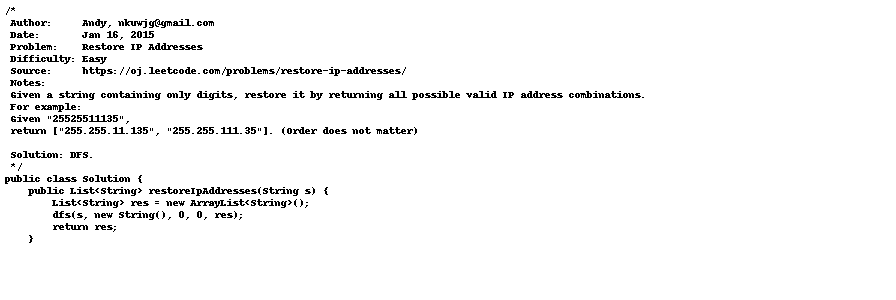 /*
Author: Andy, nkuwjg@gmail.com
Date: Jan 16, 2015
Problem: Restore IP Addresses
Difficulty: Easy
Source: https://oj.leetcode.com/problems/restore-ip-addresses/
Notes:
Given a string containing only digits, restore it by returning all possible valid IP address combinations.
For example:
Given "25525511135",
return ["255.255.11.135", "255.255.111.35"]. (Order does not matter)
Solution: DFS.
*/
public class Solution {
public List<String> restoreIpAddresses(String s) {
List<String> res = new ArrayList<String>();
dfs(s, new String(), 0, 0, res);
return res;
}